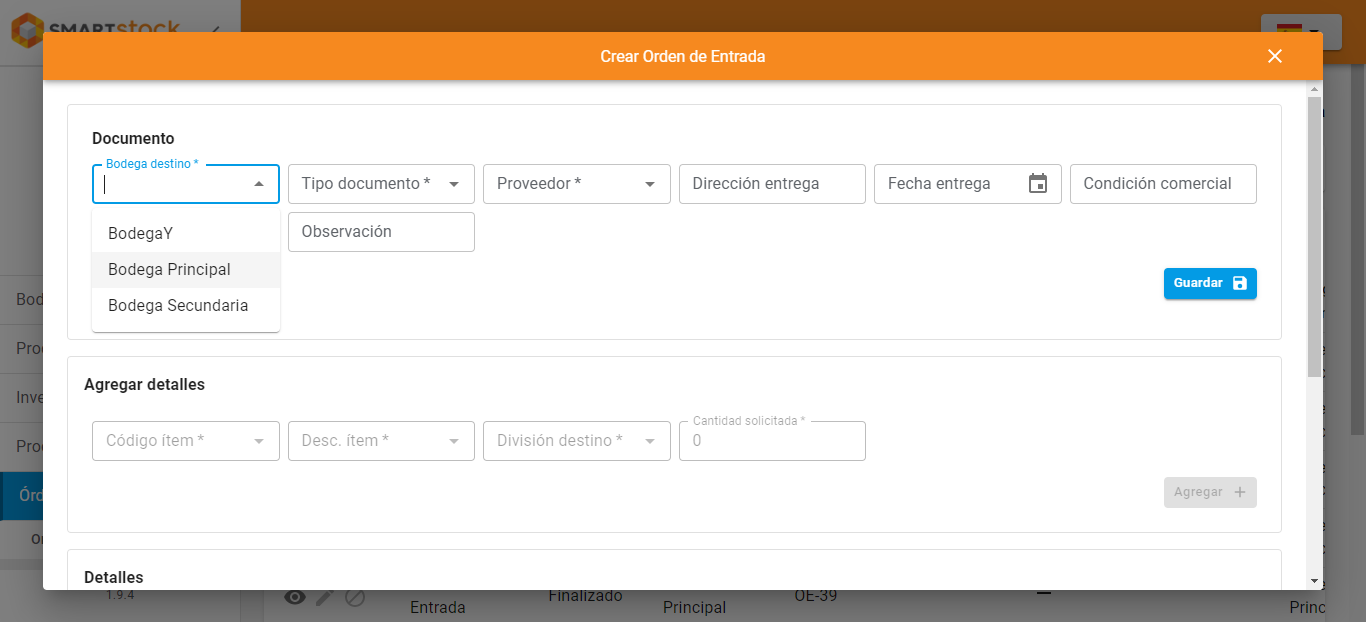 SMARTstock
Crear Orden de Entrada
Documento
Bodega destino *
Tipo documento *
Proveedor *
Dirección entrega
Fecha entrega
Condición comercial
BodegaY
Bodega Principal
Bodega Secundaria
Observación
Guardar
Agregar detalles
Código ítem *
Desc. ítem *
División destino *
Cantidad solicitada *
0
Agregar +
Detalles
Bod
Proc
Inve
Proc
Órd
O
1.9.4
Entrada
Finalizado
Principal
OE-39
Princ